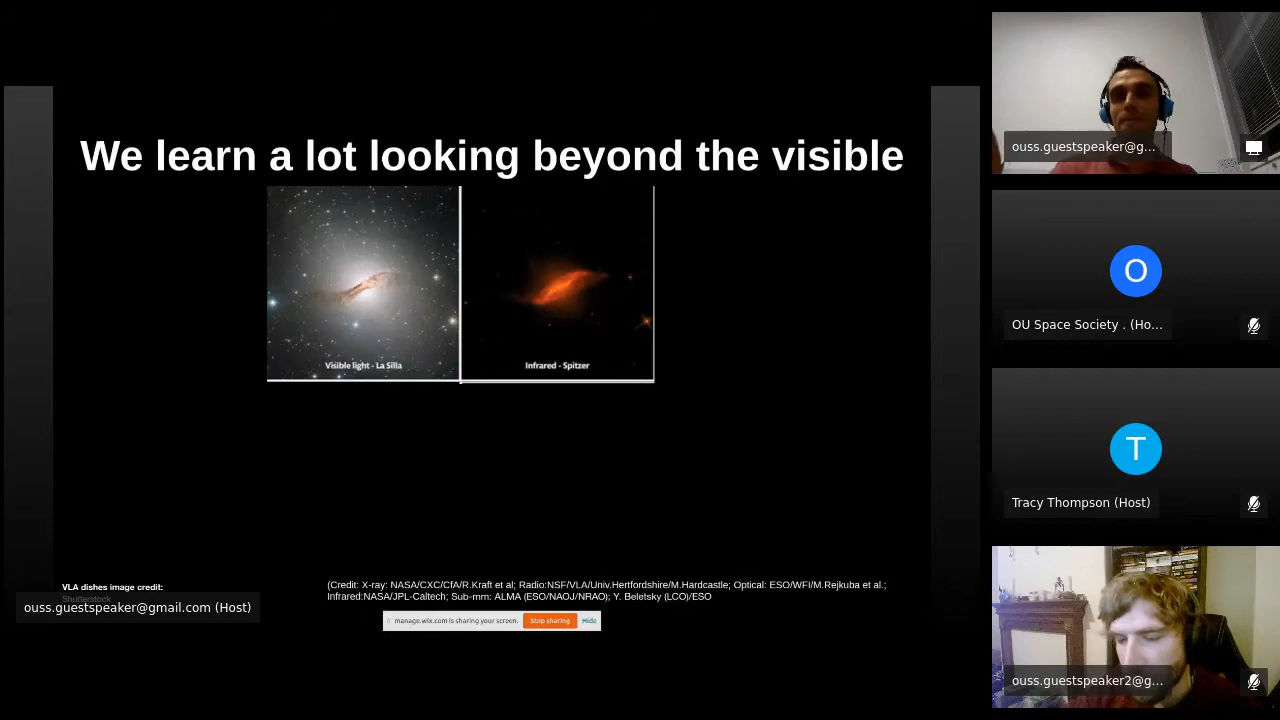 We learn a lot looking beyond the visible
Visible light - La Silla
Infrared - Spitzer
VLA dishes image credit:
Shutterstock
(Credit: X-ray: NASA/CXC/CfA/R.Kraft et al; Radio:NSF/VLA/Univ.Hertfordshire/M.Hardcastle; Optical: ESO/WFI/M.Rejkuba et al.;
Infrared:NASA/JPL-Caltech; Sub-mm: ALMA (ESO/NAOJ/NRAO); Y. Beletsky (LCO)/ESO
ouss.guestspeaker@gmail.com (Host)
manage.wix.com is sharing your screen.
Stop sharing
Hide
ouss.guestspeaker@g...
O
OU Space Society . (Ho...
T
Tracy Thompson (Host)
ouss.guestspeaker2@g...